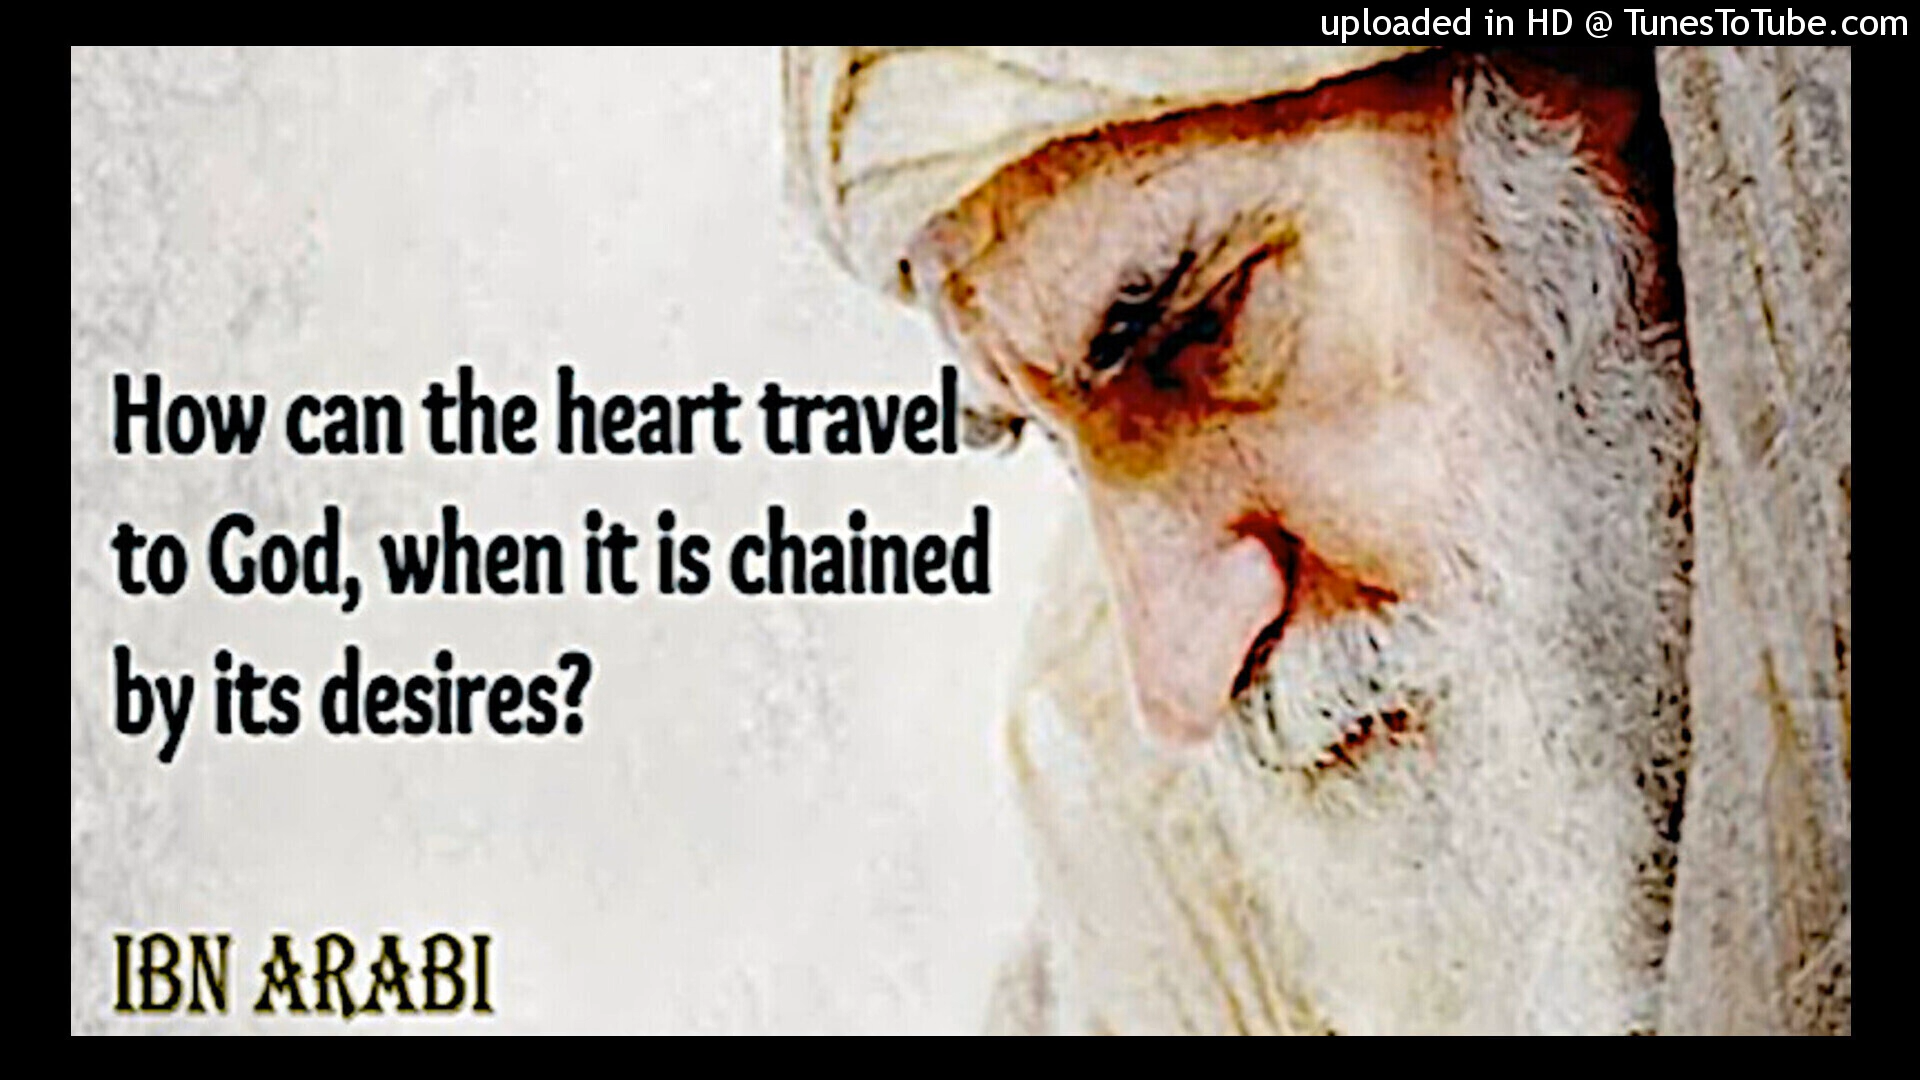 uploaded in HD @ TunesToTube.com
How can the heart travel
to God, when it is chained
by its desires?
IBN ARABI